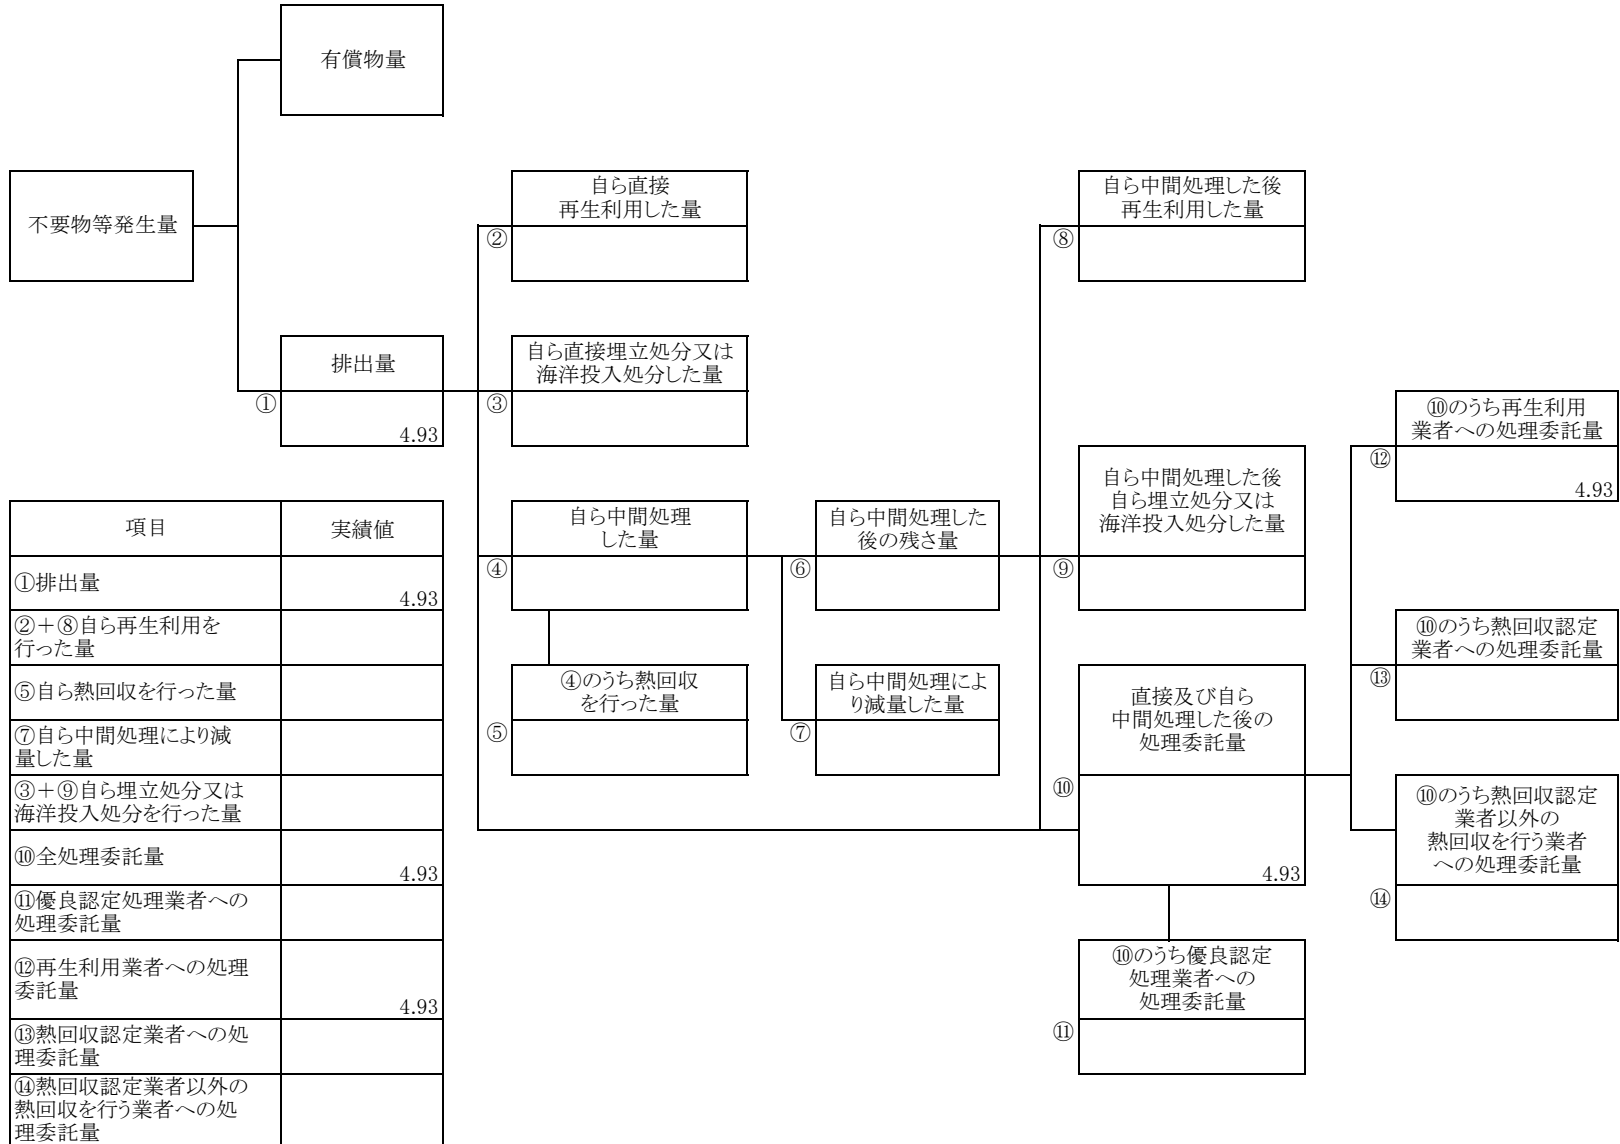 有償物量
不要物等発生量
自ら直接
再生利用した量
②
自ら中間処理した後
再生利用した量
⑧
排出量
①
4.93
自ら直接埋立処分又は
海洋投入処分した量
③
⑩のうち再生利用
業者への処理委託量
⑫
4.93
自ら中間処理
した量
④
自ら中間処理した
後の残さ量
⑥
自ら中間処理した後
自ら埋立処分又は
海洋投入処分した量
⑨
⑩のうち熱回収認定
業者への処理委託量
⑬
④のうち熱回収
を行った量
⑤
自ら中間処理によ
り減量した量
⑦
直接及び自ら
中間処理した後の
処理委託量
⑩
4.93
⑩のうち熱回収認定
業者以外の
熱回収を行う業者
への処理委託量
⑭
⑩のうち優良認定
処理業者への
処理委託量
⑪
項目
実績値
①排出量
4.93
②＋⑧自ら再生利用を
行った量
⑤自ら熱回収を行った量
⑦自ら中間処理により減
量した量
③＋⑨自ら埋立処分又は
海洋投入処分を行った量
⑩全処理委託量
4.93
⑪優良認定処理業者への
処理委託量
⑫再生利用業者への処理
委託量
4.93
⑬熱回収認定業者への処
理委託量
⑭熱回収認定業者以外の
熱回収を行う業者への処
理委託量